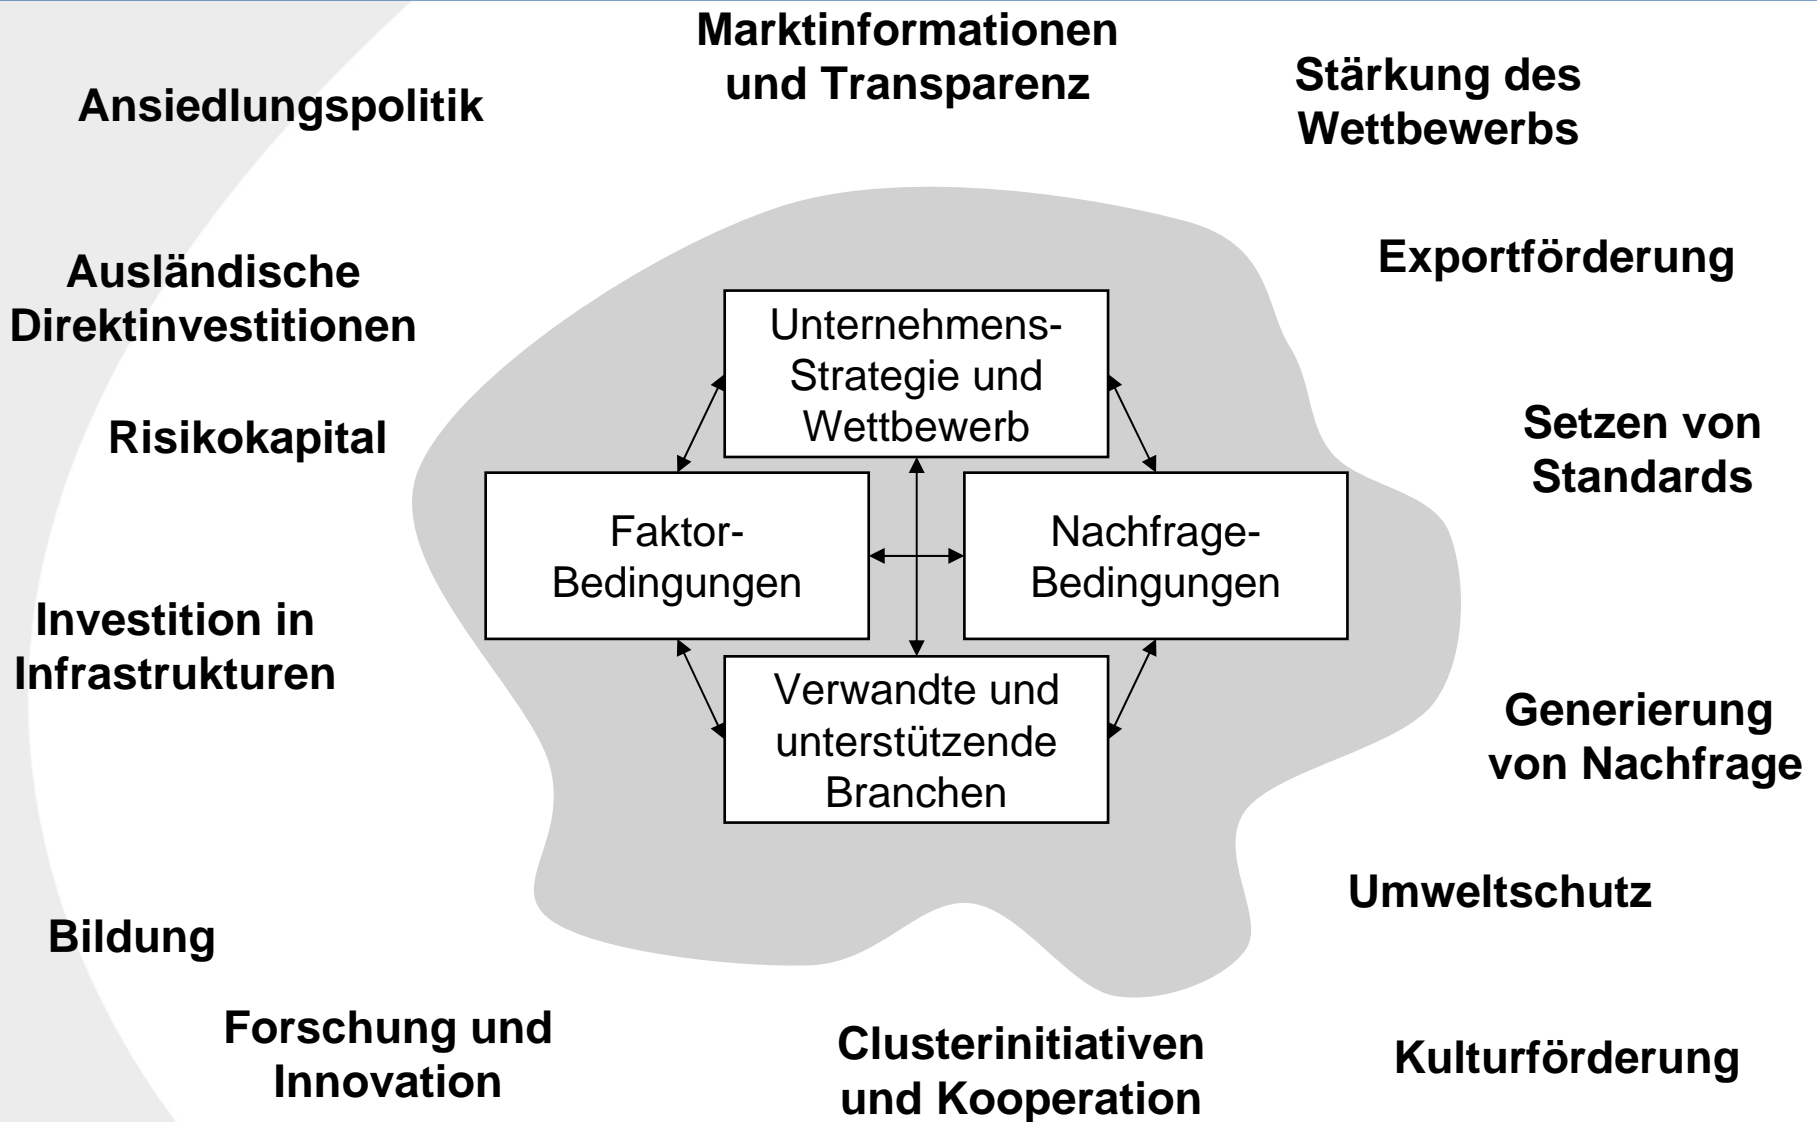 Marktinformationen
und Transparenz
Ansiedlungspolitik
Stärkung des
Wettbewerbs
Ausländische
Direktinvestitionen
Exportförderung
Unternehmens-
Strategie und
Wettbewerb
Risikokapital
Setzen von
Standards
Faktor-
Bedingungen
Nachfrage-
Bedingungen
Investition in
Infrastrukturen
Verwandte und
unterstützende
Branchen
Generierung
von Nachfrage
Umweltschutz
Bildung
Forschung und
Innovation
Clusterinitiativen
und Kooperation
Kulturförderung